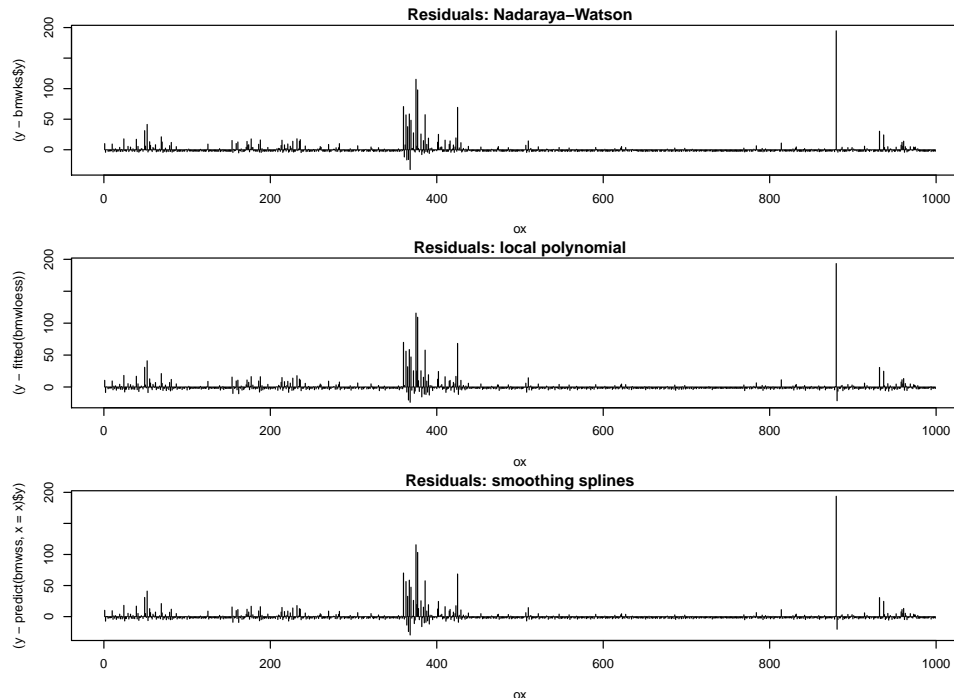 Residuals: Nadaraya−Watson
(y − bmwks$y)
200
100
50
0
0 200 400 600 800 1000
ox
Residuals: local polynomial
(y − fitted(bmwloess))
200
100
50
0
0 200 400 600 800 1000
ox
Residuals: smoothing splines
(y − predict(bmwss, x = x)$y)
200
100
50
0
0 200 400 600 800 1000
ox